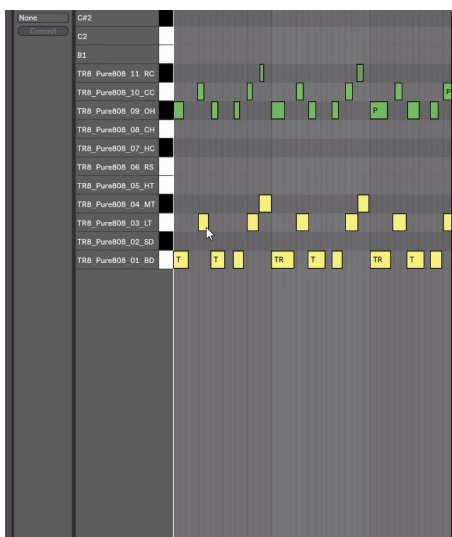 None
Commit
C#2
C2
B1
TR8_Pure808_11_RC
TR8_Pure808_10_CC
P
TR8_Pure808_09_OH
P
TR8_Pure808_08_CH
TR8_Pure808_07_HC
TR8_Pure808_06_RS
TR8_Pure808_05_HT
TR8_Pure808_04_MT
TR8_Pure808_03_LT
TR8_Pure808_02_SD
TR8_Pure808_01_BD
T T TR T TR T